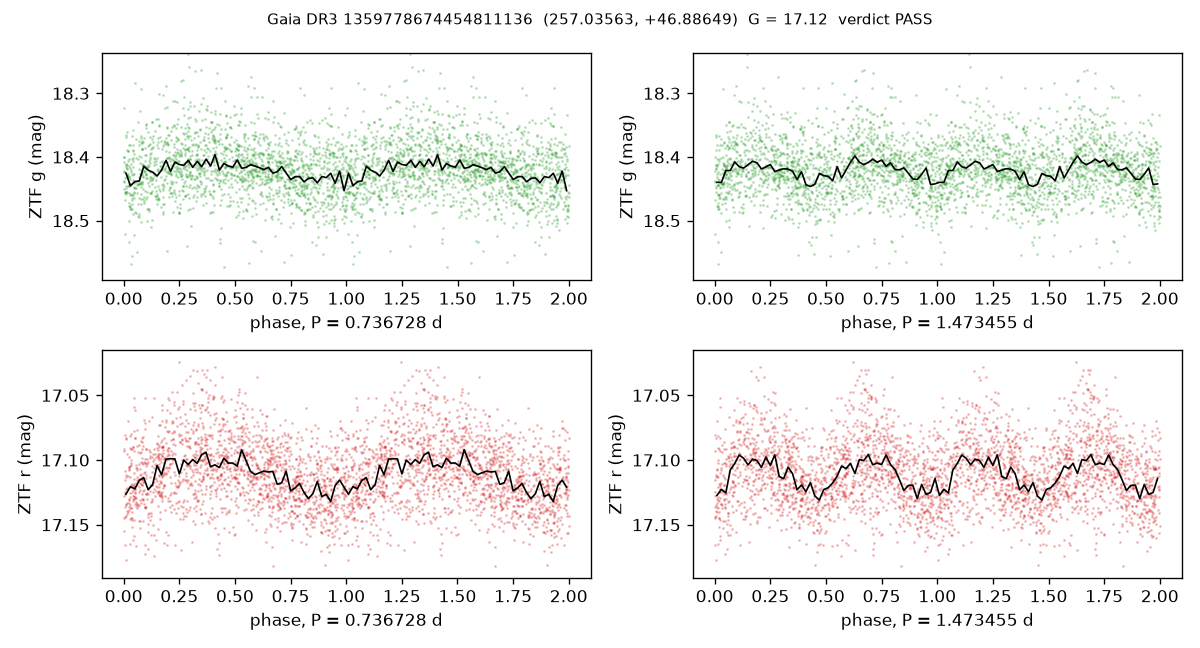 Gaia DR3 1359778674454811136 (257.03563, +46.88649) G = 17.12 verdict PASS
ZTF g (mag)
18.3
18.4
18.5
0.00 0.25 0.50 0.75 1.00 1.25 1.50 1.75 2.00
phase, P = 0.736728 d
ZTF g (mag)
18.3
18.4
18.5
0.00 0.25 0.50 0.75 1.00 1.25 1.50 1.75 2.00
phase, P = 1.473455 d
ZTF r (mag)
17.05
17.10
17.15
0.00 0.25 0.50 0.75 1.00 1.25 1.50 1.75 2.00
phase, P = 0.736728 d
ZTF r (mag)
17.05
17.10
17.15
0.00 0.25 0.50 0.75 1.00 1.25 1.50 1.75 2.00
phase, P = 1.473455 d